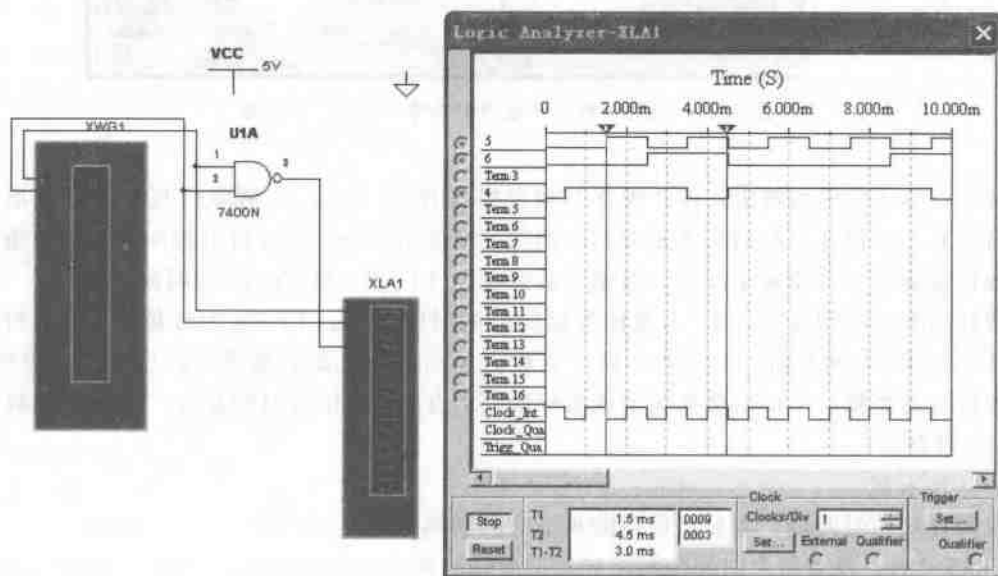 VCC
5V
XWG1
U1A
1
2
3
7400N
XLA1
Logic Analyzer-XLA1
Time (S)
0 2.000m 4.000m 6.000m 8.000m 10.000m
5
6
Term 3
4
Term 5
Term 6
Term 7
Term 8
Term 9
Term 10
Term 11
Term 12
Term 13
Term 14
Term 15
Term 16
Clock_Int
Clock_Qua
Trigg_Qua
Stop
Reset
T1 1.5 ms 0009
T2 4.5 ms 0003
T1-T2 3.0 ms
Clock
Clocks/Div 1
Set... External Qualifier
Trigger
Set...
Qualifier